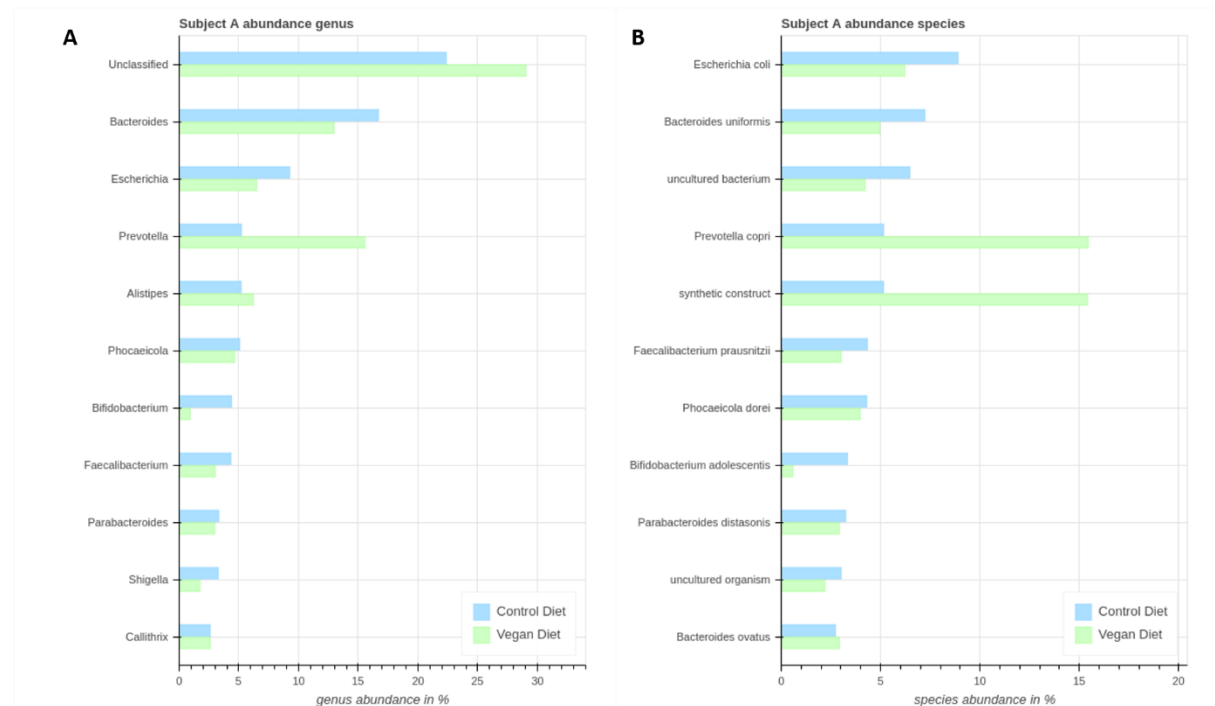 A
Subject A abundance genus
Unclassified
Bacteroides
Escherichia
Prevotella
Alistipes
Phocaeicola
Bifidobacterium
Faecalibacterium
Parabacteroides
Shigella
Callithrix
Control Diet
Vegan Diet
0 5 10 15 20 25 30
genus abundance in %
B
Subject A abundance species
Escherichia coli
Bacteroides uniformis
uncultured bacterium
Prevotella copri
synthetic construct
Faecalibacterium prausnitzii
Phocaeicola dorei
Bifidobacterium adolescentis
Parabacteroides distasonis
uncultured organism
Bacteroides ovatus
Control Diet
Vegan Diet
0 5 10 15 20
species abundance in %